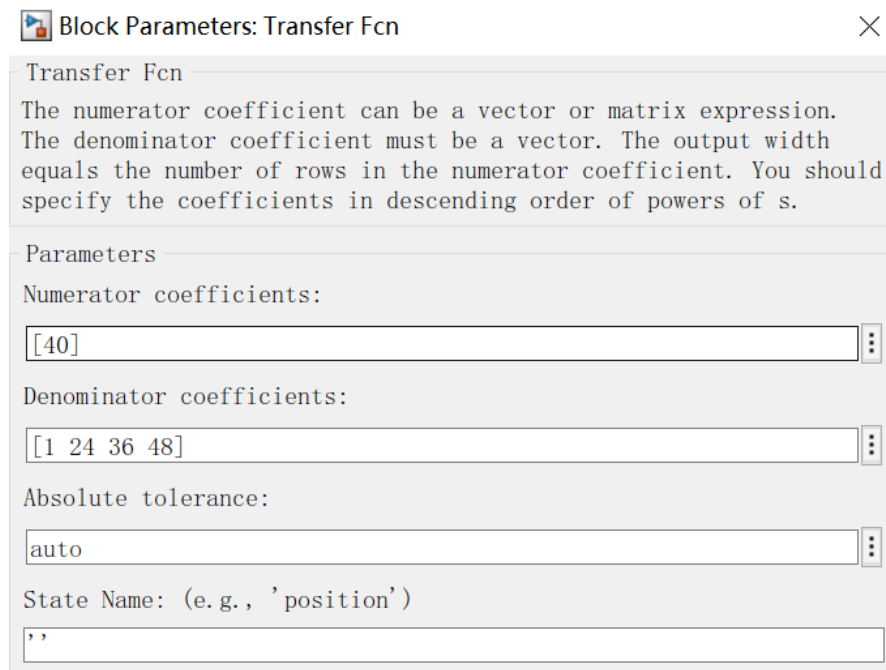 Block Parameters: Transfer Fcn
Transfer Fcn
The numerator coefficient can be a vector or matrix expression.
The denominator coefficient must be a vector. The output width
equals the number of rows in the numerator coefficient. You should
specify the coefficients in descending order of powers of s.
Parameters
Numerator coefficients:
[40]
Denominator coefficients:
[1 24 36 48]
Absolute tolerance:
auto
State Name: (e.g., 'position')
''